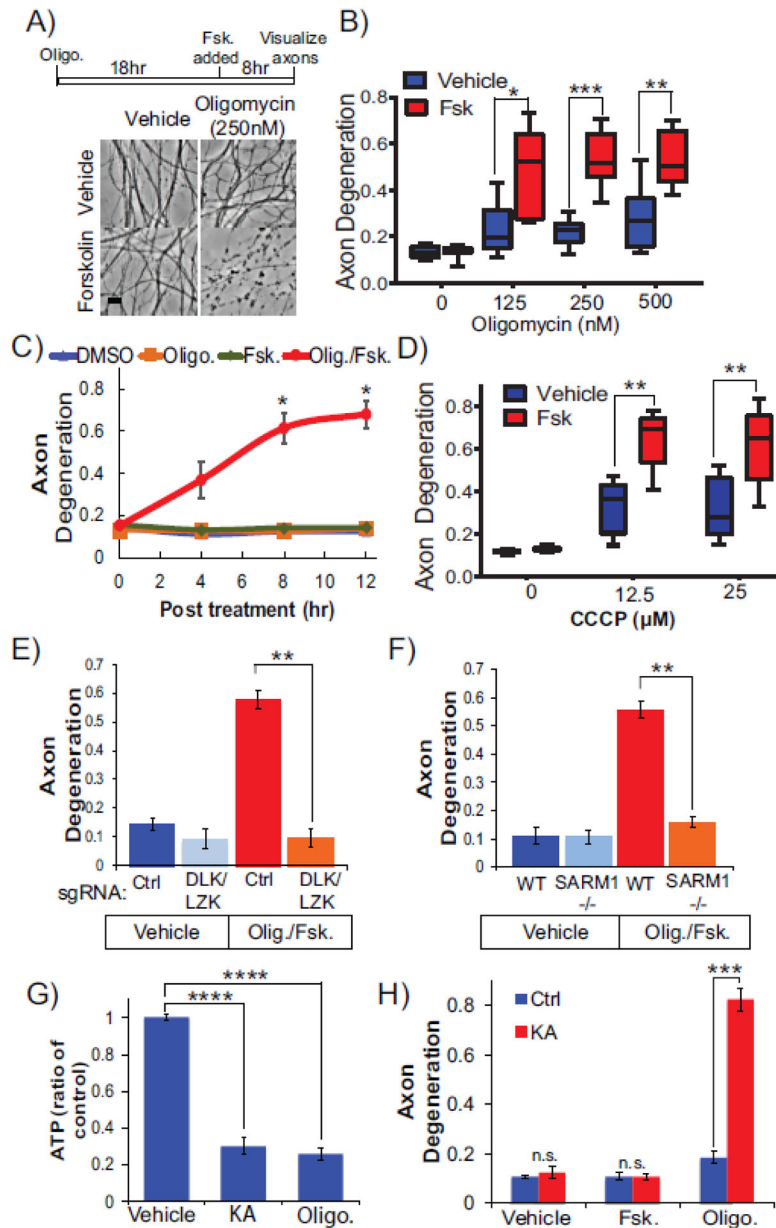 A)
Oligo.
Fsk.
added
Visualize
axons
18hr
8hr
Vehicle
Oligomycin
(250nM)
Vehicle
Forskolin
B)
Vehicle
Fsk
*
***
**
Axon Degeneration
0.8
0.6
0.4
0.2
0.0
0
125
250
500
Oligomycin (nM)
C)
DMSO
Oligo.
Fsk.
Olig./Fsk.
Axon
Degeneration
0.8
0.6
0.4
0.2
0
*
*
0
2
4
6
8
10
12
Post treatment (hr)
D)
Vehicle
Fsk
**
**
Axon Degeneration
0.8
0.6
0.4
0.2
0.0
0
12.5
25
CCCP (µM)
E)
Axon
Degeneration
0.7
0.6
0.5
0.4
0.3
0.2
0.1
0
**
sgRNA:
Ctrl
DLK/
LZK
Ctrl
DLK/
LZK
Vehicle
Olig./Fsk.
F)
Axon
Degeneration
0.7
0.6
0.5
0.4
0.3
0.2
0.1
0
**
WT
SARM1
-/-
WT
SARM1
-/-
Vehicle
Olig./Fsk.
G)
ATP (ratio of
control)
1
0.8
0.6
0.4
0.2
0
****
****
Vehicle
KA
Oligo.
H)
Ctrl
KA
Axon
Degeneration
0.8
0.6
0.4
0.2
0
n.s.
n.s.
***
Vehicle
Fsk.
Oligo.